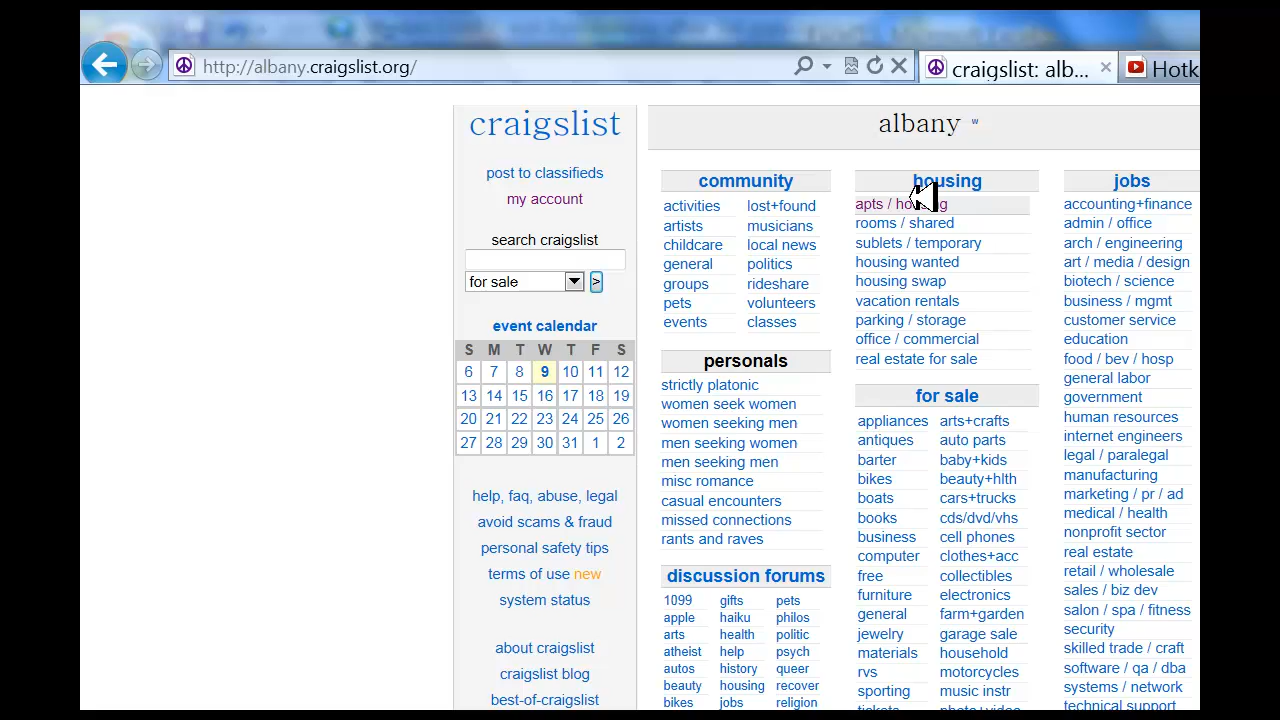 http://albany.craigslist.org/
craigslist: alb...
Hotk
craigslist
post to classifieds
my account
search craigslist
for sale
>
event calendar
S M T W T F S
6 7 8 9 10 11 12
13 14 15 16 17 18 19
20 21 22 23 24 25 26
27 28 29 30 31 1 2
help, faq, abuse, legal
avoid scams & fraud
personal safety tips
terms of use new
system status
about craigslist
craigslist blog
best-of-craigslist
albany w
community
activities lost+found
artists musicians
childcare local news
general politics
groups rideshare
pets volunteers
events classes
personals
strictly platonic
women seek women
women seeking men
men seeking women
men seeking men
misc romance
casual encounters
missed connections
rants and raves
discussion forums
1099 gifts pets
apple haiku philos
arts health politic
atheist help psych
autos history queer
beauty housing recover
bikes jobs religion
housing
apts / housing
rooms / shared
sublets / temporary
housing wanted
housing swap
vacation rentals
parking / storage
office / commercial
real estate for sale
for sale
appliances arts+crafts
antiques auto parts
barter baby+kids
bikes beauty+hlth
boats cars+trucks
books cds/dvd/vhs
business cell phones
computer clothes+acc
free collectibles
furniture electronics
general farm+garden
jewelry garage sale
materials household
rvs motorcycles
sporting music instr
tickets photo+video
jobs
accounting+finance
admin / office
arch / engineering
art / media / design
biotech / science
business / mgmt
customer service
education
food / bev / hosp
general labor
government
human resources
internet engineers
legal / paralegal
manufacturing
marketing / pr / ad
medical / health
nonprofit sector
real estate
retail / wholesale
sales / biz dev
salon / spa / fitness
security
skilled trade / craft
software / qa / dba
systems / network
technical support